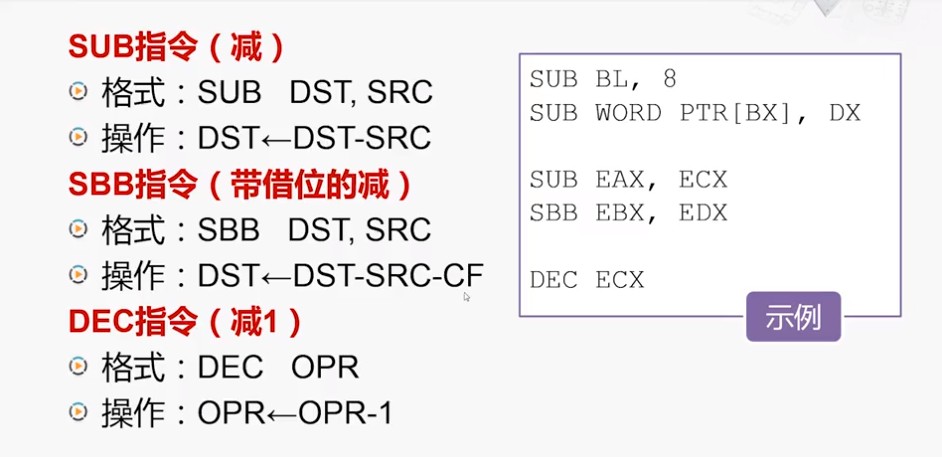 SUB指令（减）
格式：SUB DST, SRC
操作：DST←DST-SRC
SBB指令（带借位的减）
格式：SBB DST, SRC
操作：DST←DST-SRC-CF
DEC指令（减1）
格式：DEC OPR
操作：OPR←OPR-1
SUB BL, 8
SUB WORD PTR[BX], DX
SUB EAX, ECX
SBB EBX, EDX
DEC ECX
示例